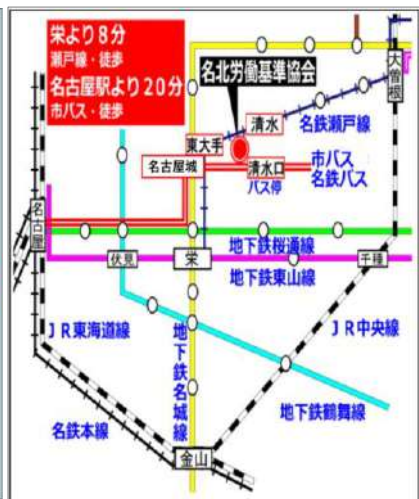 栄より8分
瀬戸線・徒歩
名古屋駅より20分
市バス・徒歩
名北労働基準協会
大曽根
清水
名鉄瀬戸線
東大手
名古屋城
清水口
バス停
市バス
名鉄バス
名古屋
地下鉄桜通線
伏見
栄
千種
地下鉄東山線
JR東海道線
JR中央線
地下鉄名城線
地下鉄鶴舞線
名鉄本線
金山